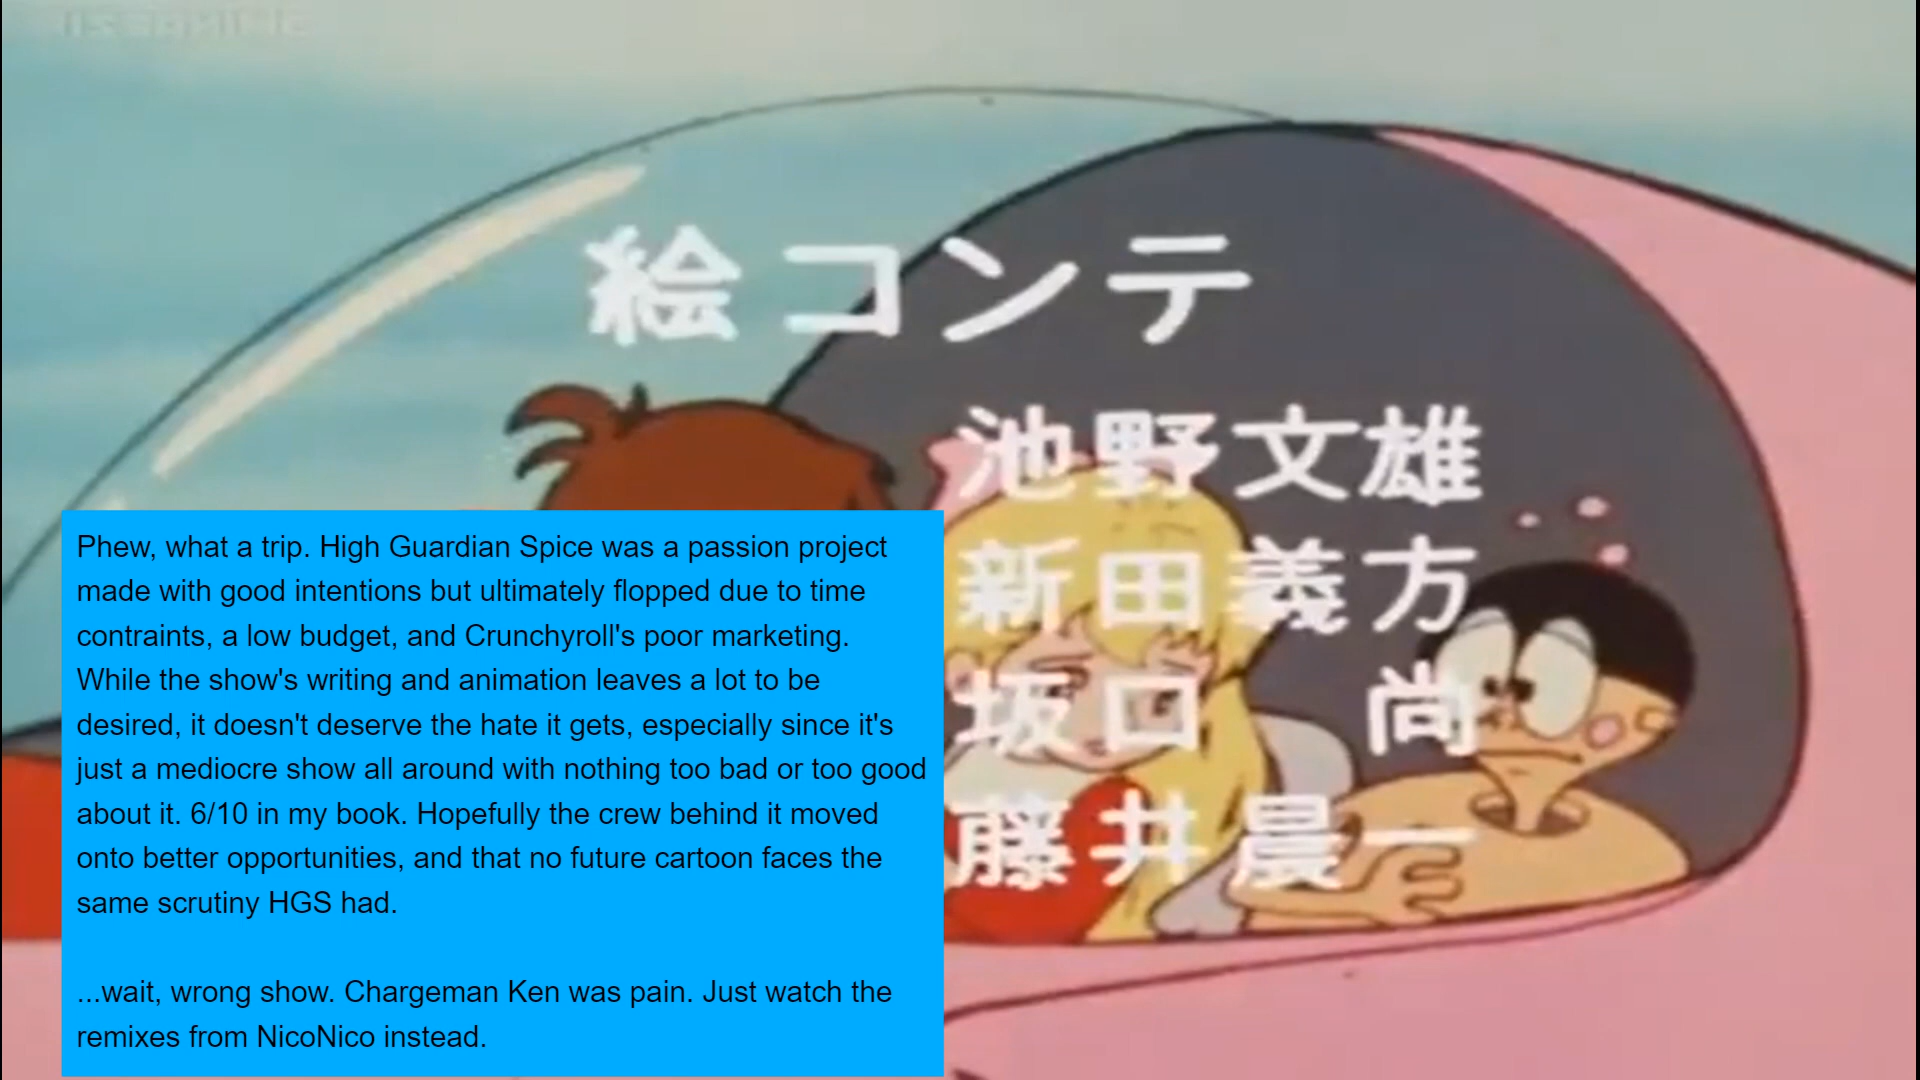 絵コンテ
池野文雄
新田義方
坂口 尚
藤井晨一
Phew, what a trip. High Guardian Spice was a passion project
made with good intentions but ultimately flopped due to time
contraints, a low budget, and Crunchyroll's poor marketing.
While the show's writing and animation leaves a lot to be
desired, it doesn't deserve the hate it gets, especially since it's
just a mediocre show all around with nothing too bad or too good
about it. 6/10 in my book. Hopefully the crew behind it moved
onto better opportunities, and that no future cartoon faces the
same scrutiny HGS had.
...wait, wrong show. Chargeman Ken was pain. Just watch the
remixes from NicoNico instead.